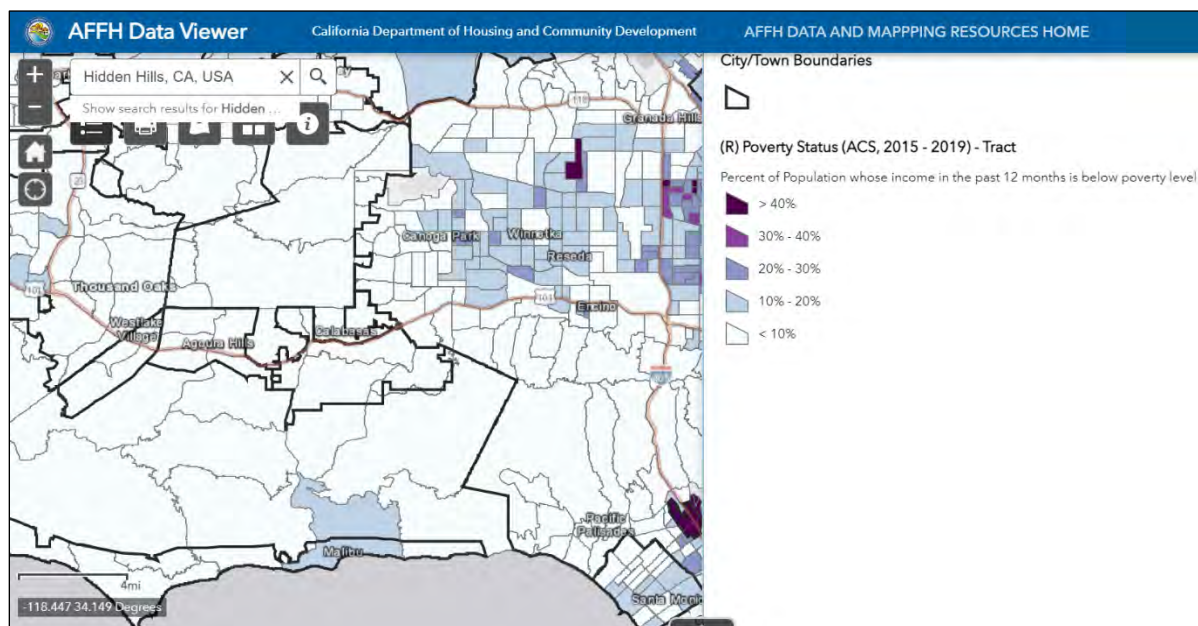 AFFH Data Viewer
California Department of Housing and Community Development
AFFH DATA AND MAPPPING RESOURCES HOME
+
Hidden Hills, CA, USA
Show search results for Hidden ...
−
118
Granada Hills
23
Canoga Park
Winnetka
Reseda
101
Thousand Oaks
101
Encino
Westlake
Village
Calabasas
Agoura Hills
Pacific
Palisades
Malibu
4mi
-118.447 34.149 Degrees
Santa Moni
City/Town Boundaries
(R) Poverty Status (ACS, 2015 - 2019) - Tract
Percent of Population whose income in the past 12 months is below poverty level
> 40%
30% - 40%
20% - 30%
10% - 20%
< 10%